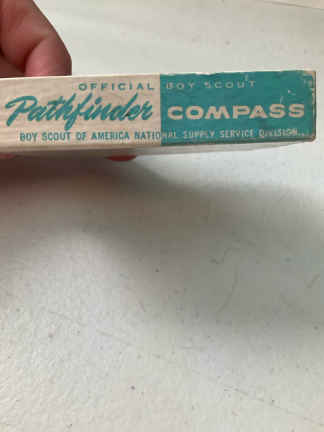 OFFICIAL BOY SCOUT
Pathfinder COMPASS
BOY SCOUT OF AMERICA NATIONAL SUPPLY SERVICE DIVISION